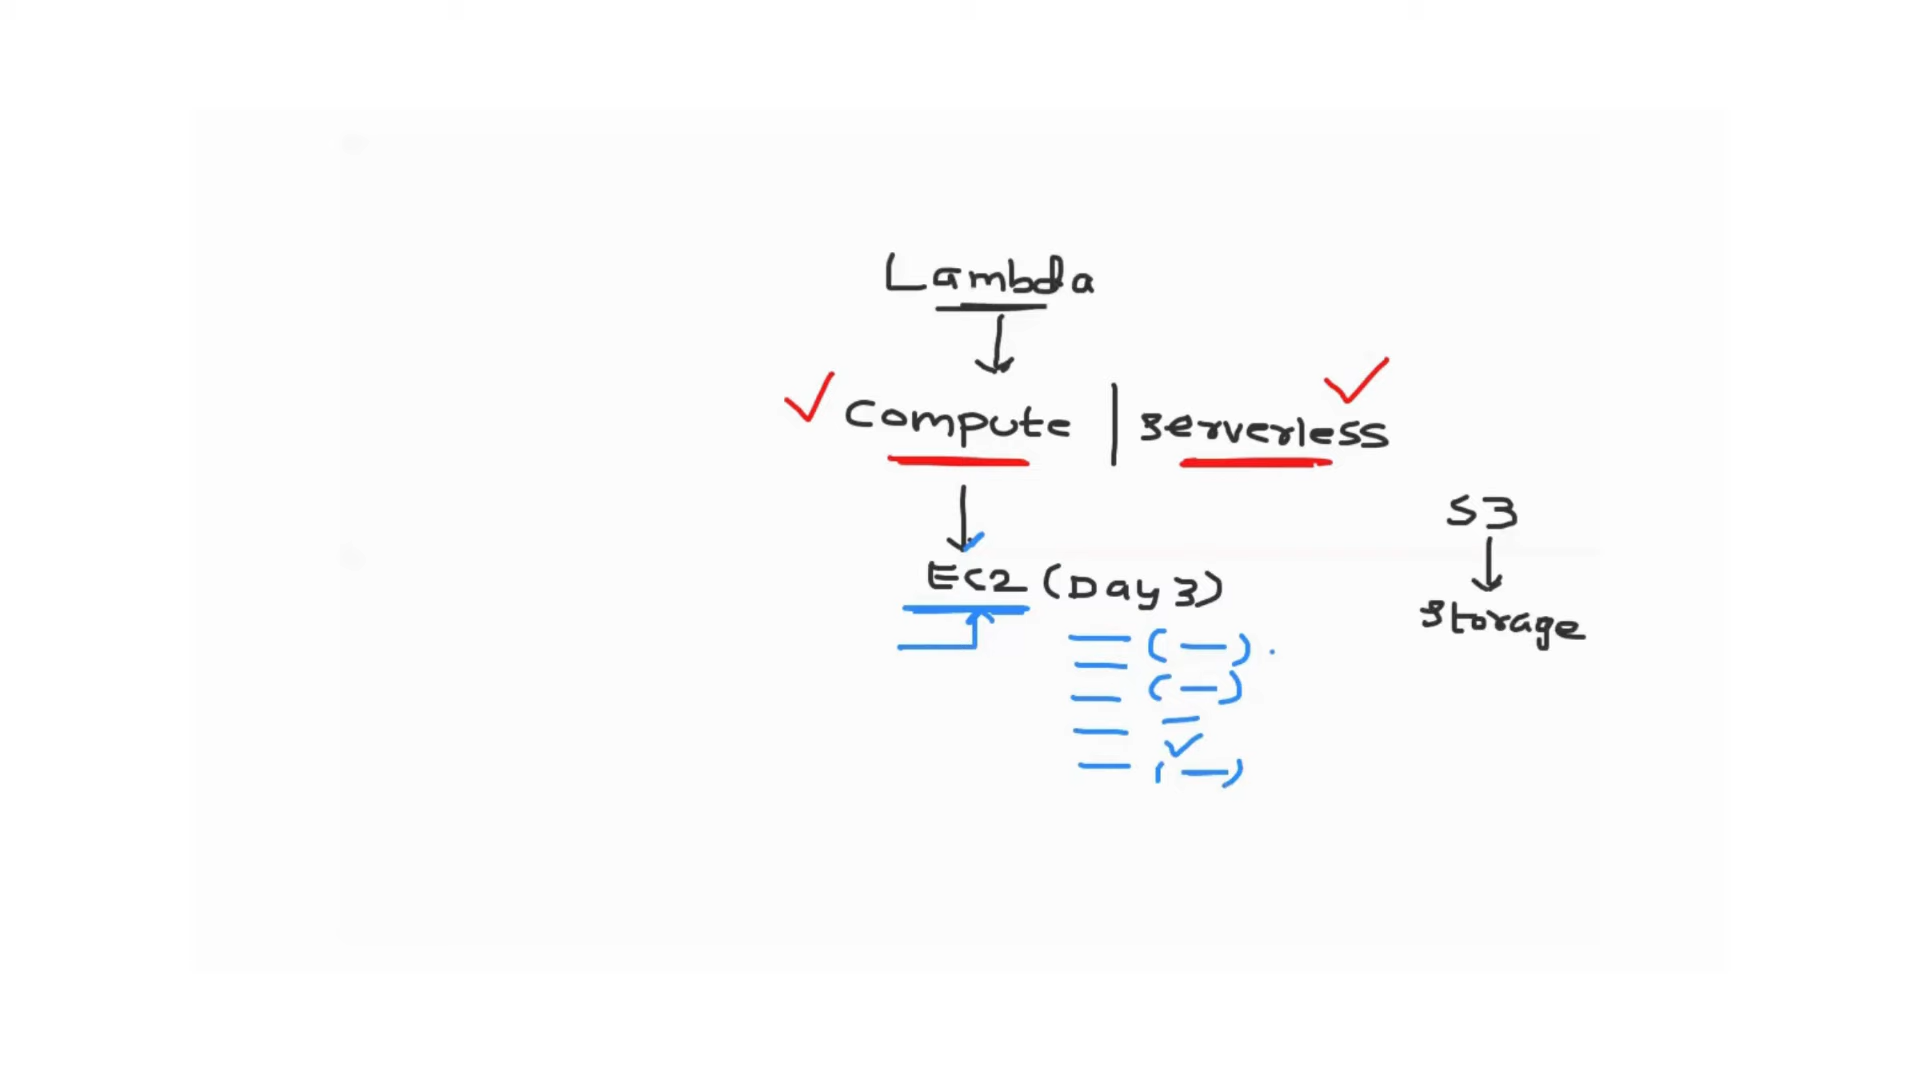 Lambda
Compute | Serverless
S3
EC2 (Day 3)
Storage